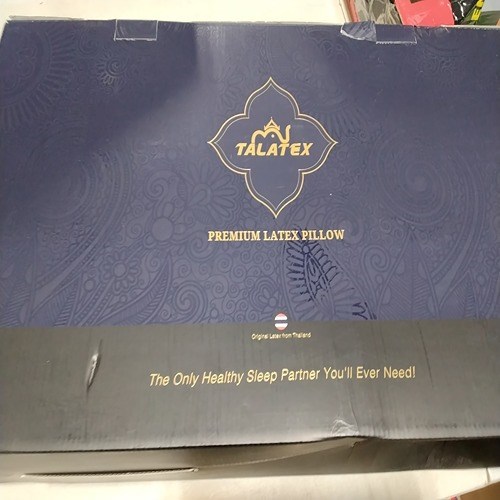 TALATEX
PREMIUM LATEX PILLOW
Original Latex from Thailand
The Only Healthy Sleep Partner You'll Ever Need!